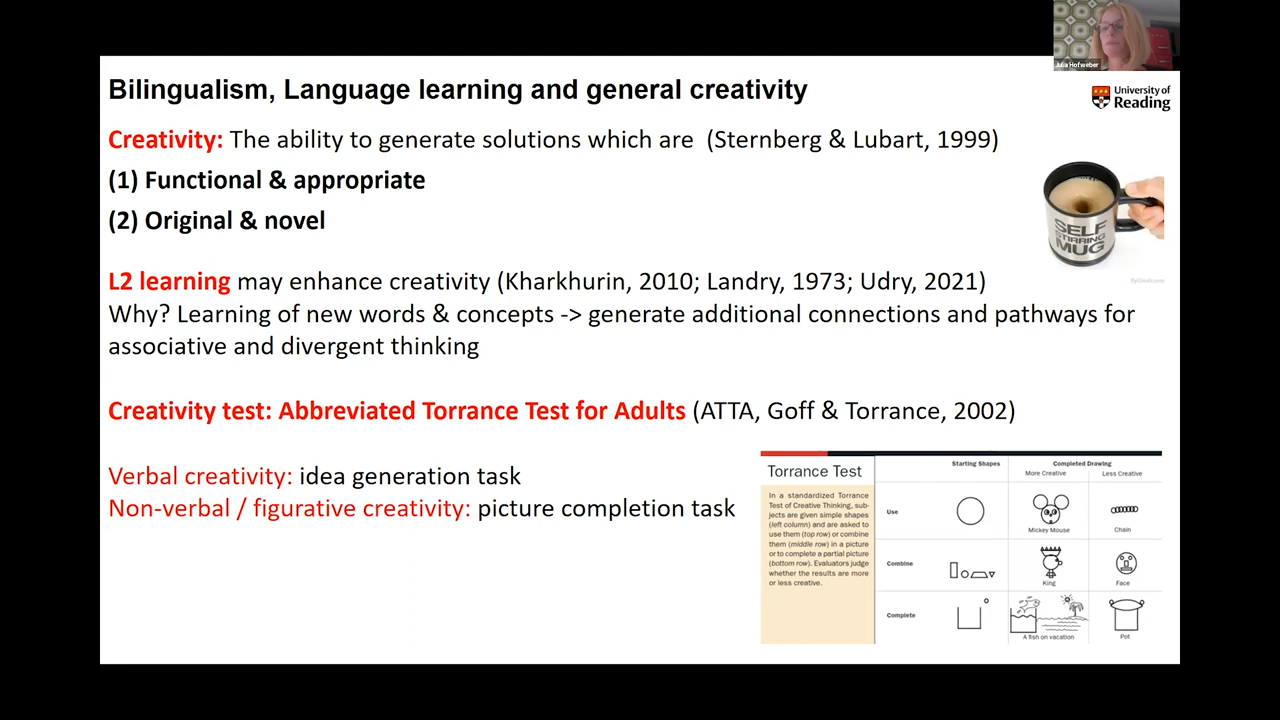 Julia Hofweber
Bilingualism, Language learning and general creativity
University of
Reading
Creativity: The ability to generate solutions which are (Sternberg & Lubart, 1999)
(1) Functional & appropriate
(2) Original & novel
SELF
STIRRING
MUG
L2 learning may enhance creativity (Kharkhurin, 2010; Landry, 1973; Udry, 2021)
Why? Learning of new words & concepts -> generate additional connections and pathways for
associative and divergent thinking
Creativity test: Abbreviated Torrance Test for Adults (ATTA, Goff & Torrance, 2002)
Verbal creativity: idea generation task
Non-verbal / figurative creativity: picture completion task
Torrance Test
In a standardized Torrance
Test of Creative Thinking, sub-
jects are given simple shapes
(left column) and are asked to
use them (top row) or combine
them (middle row) in a picture
or to complete a partial picture
(bottom row). Evaluators judge
whether the results are more
or less creative.
Starting Shapes
Completed Drawing
More Creative
Less Creative
Use
Mickey Mouse
Chain
Combine
King
Face
Complete
A fish on vacation
Pot